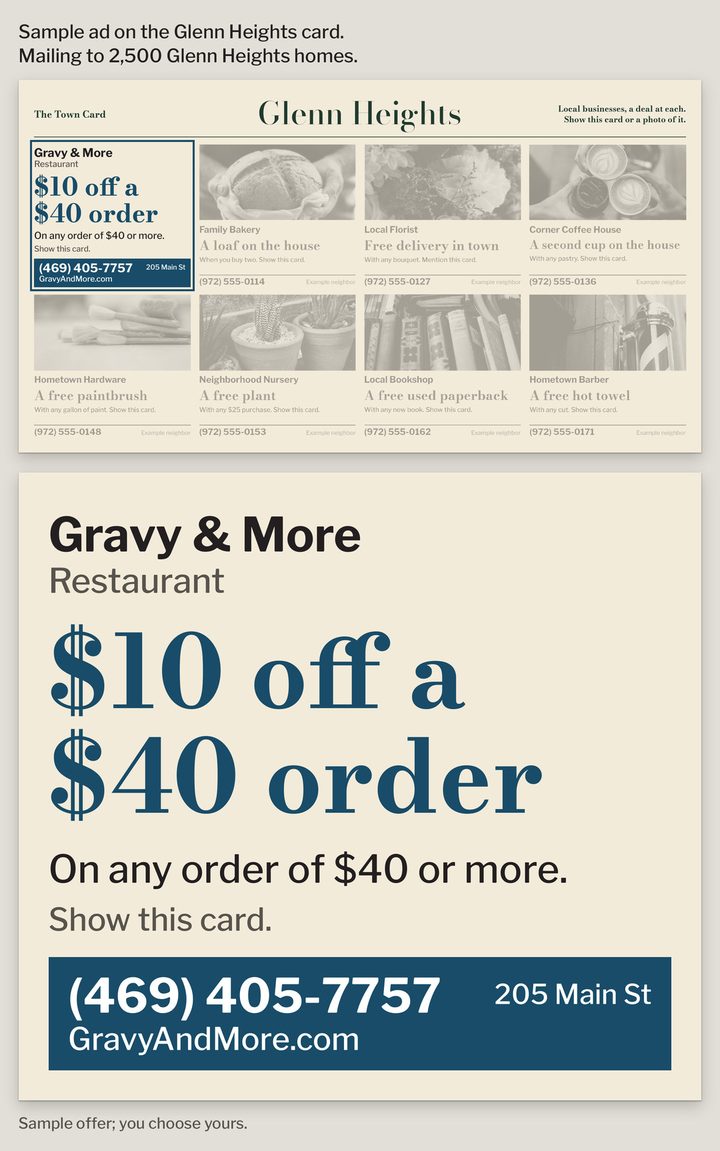 Sample ad on the Glenn Heights card.
Mailing to 2,500 Glenn Heights homes.
The Town Card
Glenn Heights
Local businesses, a deal at each.
Show this card or a photo of it.
Gravy & More
Restaurant
$10 off a
$40 order
On any order of $40 or more.
Show this card.
(469) 405-7757
205 Main St
GravyAndMore.com
Family Bakery
A loaf on the house
When you buy two. Show this card.
(972) 555-0114
Example neighbor
Local Florist
Free delivery in town
With any bouquet. Mention this card.
(972) 555-0127
Example neighbor
Corner Coffee House
A second cup on the house
With any pastry. Show this card.
(972) 555-0136
Example neighbor
Hometown Hardware
A free paintbrush
With any gallon of paint. Show this card.
(972) 555-0148
Example neighbor
Neighborhood Nursery
A free plant
With any $25 purchase. Show this card.
(972) 555-0153
Example neighbor
Local Bookshop
A free used paperback
With any new book. Show this card.
(972) 555-0162
Example neighbor
Hometown Barber
A free hot towel
With any cut. Show this card.
(972) 555-0171
Example neighbor
Gravy & More
Restaurant
$10 off a
$40 order
On any order of $40 or more.
Show this card.
(469) 405-7757
205 Main St
GravyAndMore.com
Sample offer; you choose yours.